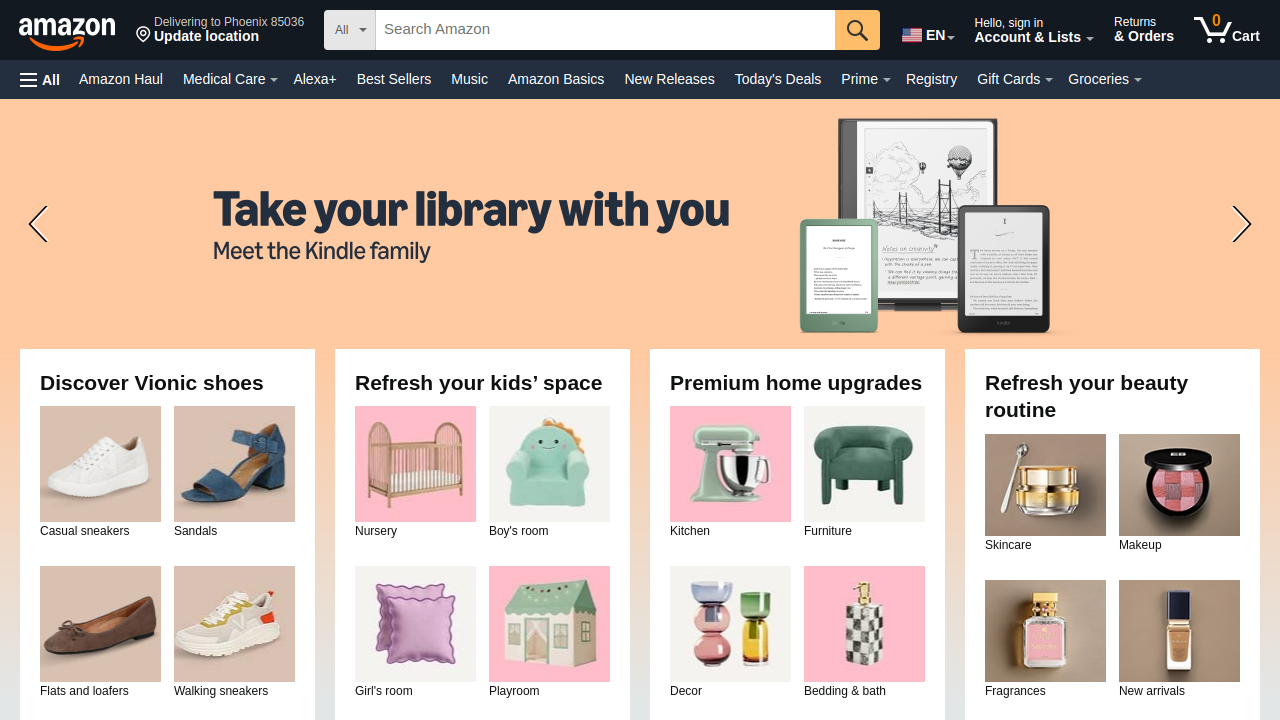 amazon
Delivering to Phoenix 85036
Update location
All
Search Amazon
EN
Hello, sign in
Account & Lists
Returns
& Orders
0
Cart
All
Amazon Haul
Medical Care
Alexa+
Best Sellers
Music
Amazon Basics
New Releases
Today's Deals
Prime
Registry
Gift Cards
Groceries
Take your library with you
Meet the Kindle family
Notes on creativity
Discover Vionic shoes
Casual sneakers
Sandals
Flats and loafers
Walking sneakers
Refresh your kids’ space
Nursery
Boy's room
Girl's room
Playroom
Premium home upgrades
Kitchen
Furniture
Decor
Bedding & bath
Refresh your beauty
routine
Skincare
Makeup
Fragrances
New arrivals